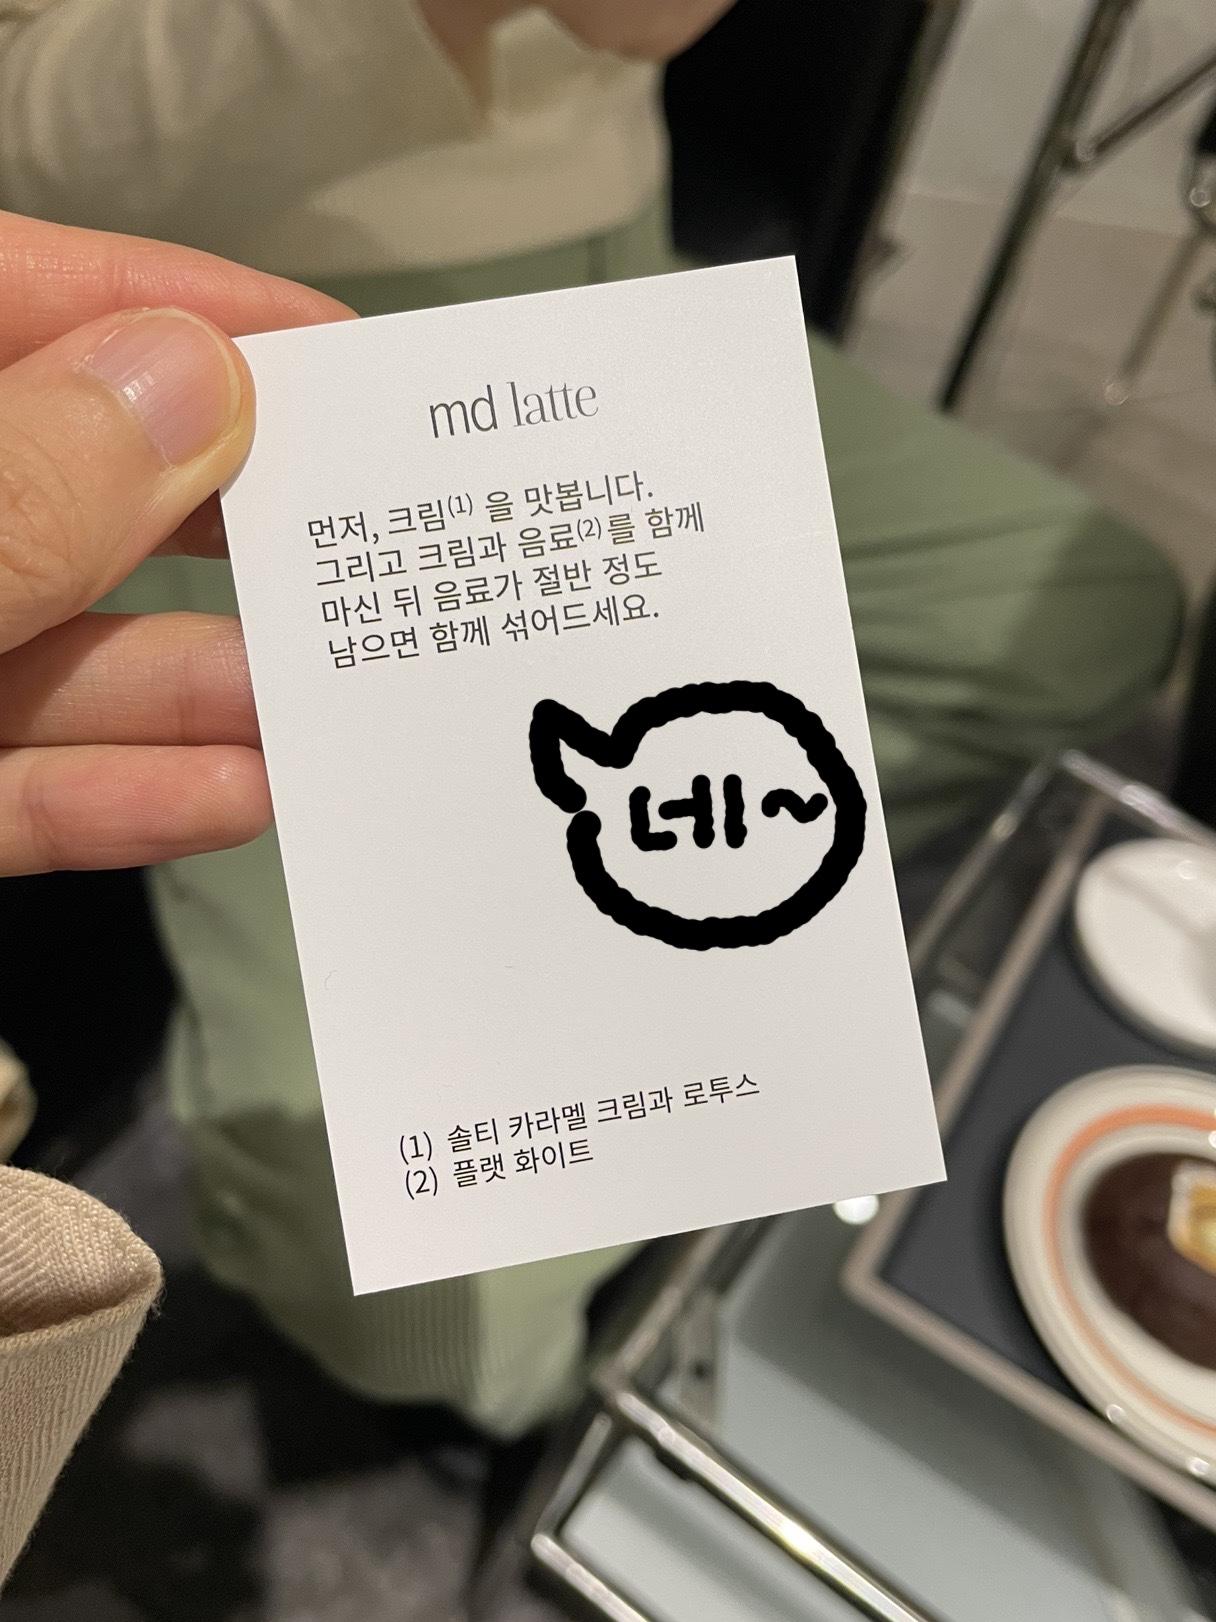 md latte
먼저, 크림(1) 을 맛봅니다.
그리고 크림과 음료(2)를 함께
마신 뒤 음료가 절반 정도
남으면 함께 섞어드세요.
네~
(1) 솔티 카라멜 크림과 로투스
(2) 플랫 화이트